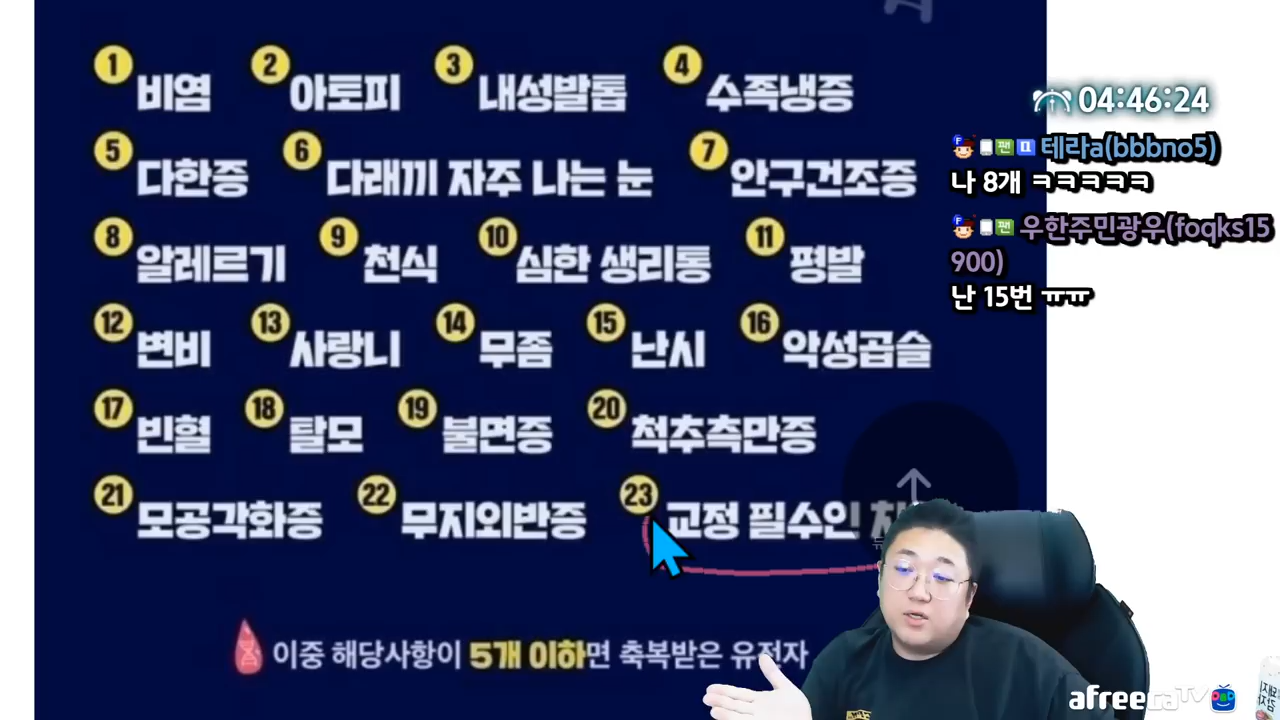 1 비염 2 아토피 3 내성발톱 4 수족냉증
5 다한증 6 다래끼 자주 나는 눈 7 안구건조증
8 알레르기 9 천식 10 심한 생리통 11 평발
12 변비 13 사랑니 14 무좀 15 난시 16 악성곱슬
17 빈혈 18 탈모 19 불면증 20 척추측만증
21 모공각화증 22 무지외반증 23 교정 필수인
이중 해당사항이 5개 이하면 축복받은 유전자
04:46:24
F 팬 테라a(bbbno5)
나 8개 ㅋㅋㅋㅋㅋ
F 팬 우한주민광우(foqks15
900)
난 15번 ㅠㅠ
afreecaTV